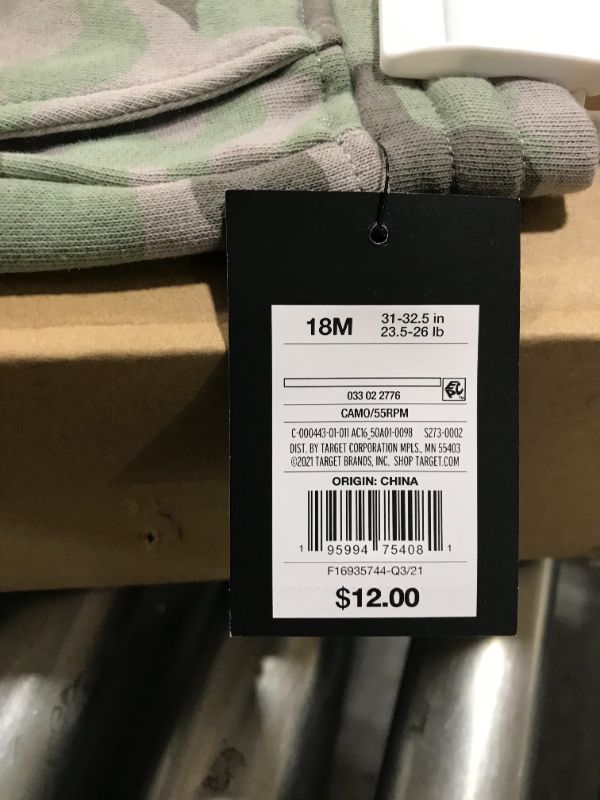 18M 31-32.5 in
23.5-26 lb
033 02 2776
CAMO/55RPM
C-000443-01-011 AC16_50A01-0098 S273-0002
DIST. BY TARGET CORPORATION MPLS., MN 55403
©2021 TARGET BRANDS, INC. SHOP TARGET.COM
ORIGIN: CHINA
1 95994 75408 1
F16935744-Q3/21
$12.00